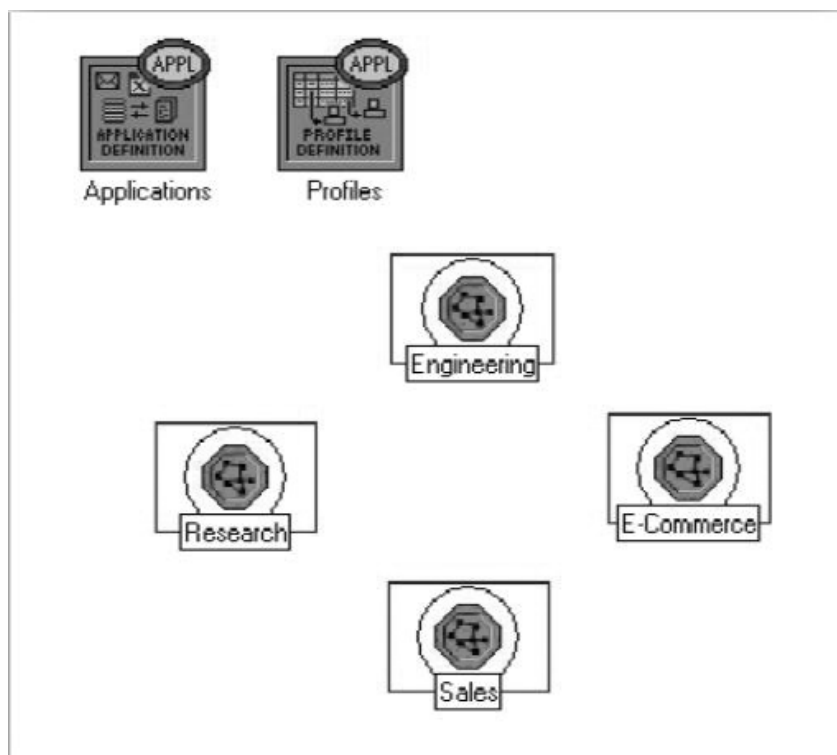 APPL
APPLICATION
DEFINITION
Applications
APPL
PROFILE
DEFINITION
Profiles
Engineering
Research
E-Commerce
Sales